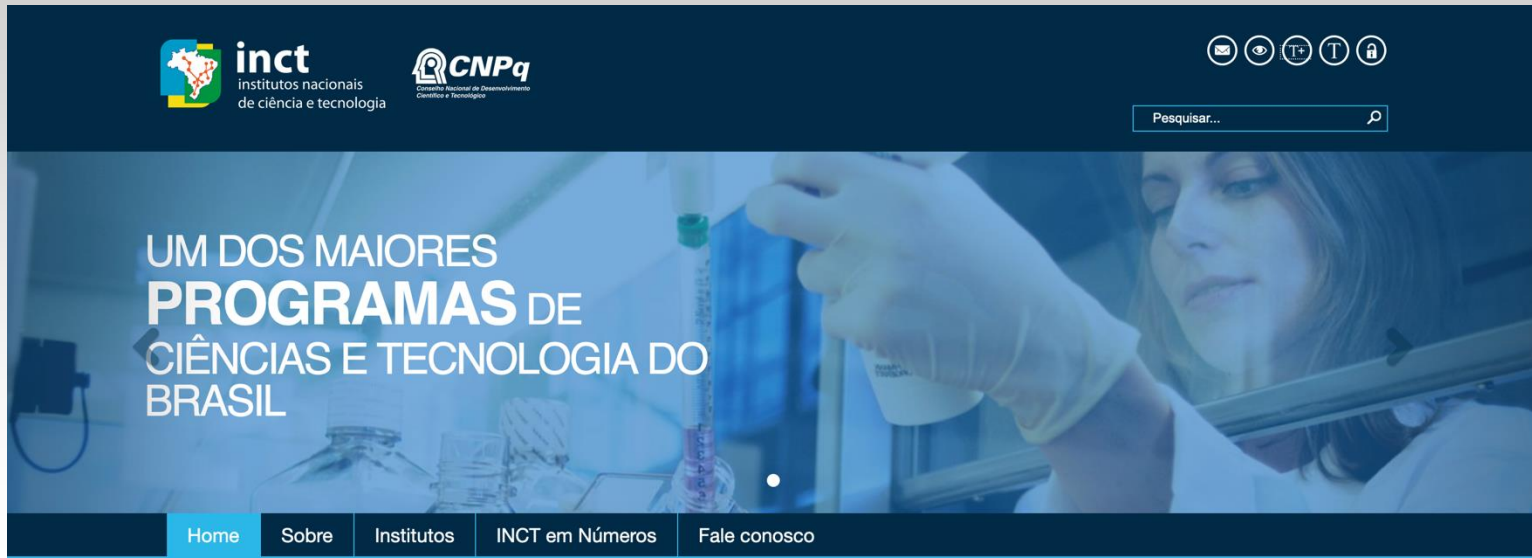 inct
institutos nacionais
de ciência e tecnologia
CNPq
Conselho Nacional de Desenvolvimento
Científico e Tecnológico
T+
T
Pesquisar...
UM DOS MAIORES
PROGRAMAS DE
CIÊNCIAS E TECNOLOGIA DO
BRASIL
Home Sobre Institutos INCT em Números Fale conosco